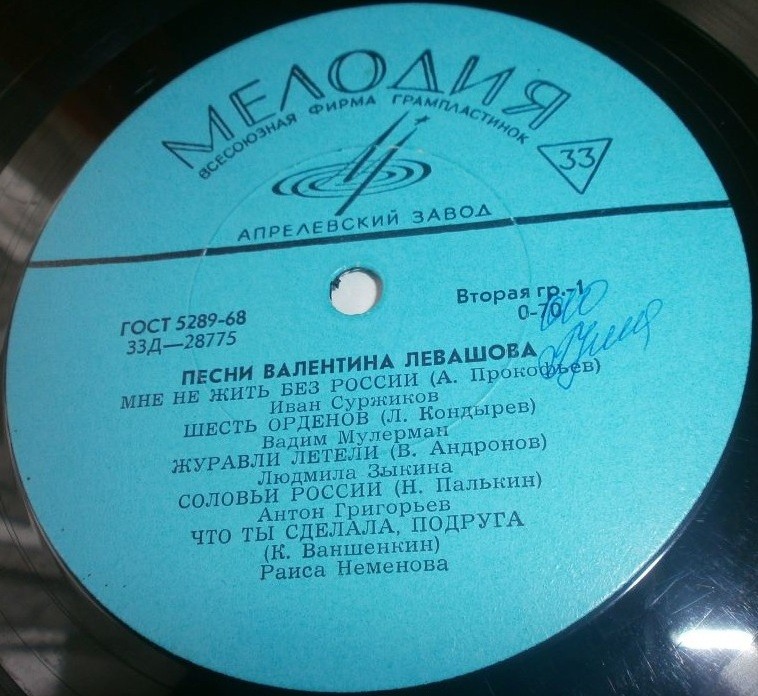 МЕЛОДИЯ
ВСЕСОЮЗНАЯ ФИРМА ГРАМПЛАСТИНОК
33
АПРЕЛЕВСКИЙ ЗАВОД
ГОСТ 5289-68
33Д—28775
Вторая гр.-1
0-70
ПЕСНИ ВАЛЕНТИНА ЛЕВАШОВА
МНЕ НЕ ЖИТЬ БЕЗ РОССИИ (А. Прокофьев)
Иван Суржиков
ШЕСТЬ ОРДЕНОВ (Л. Кондырев)
Вадим Мулерман
ЖУРАВЛИ ЛЕТЕЛИ (В. Андронов)
Людмила Зыкина
СОЛОВЬИ РОССИИ (Н. Палькин)
Антон Григорьев
ЧТО ТЫ СДЕЛАЛА, ПОДРУГА
(К. Ваншенкин)
Раиса Неменова